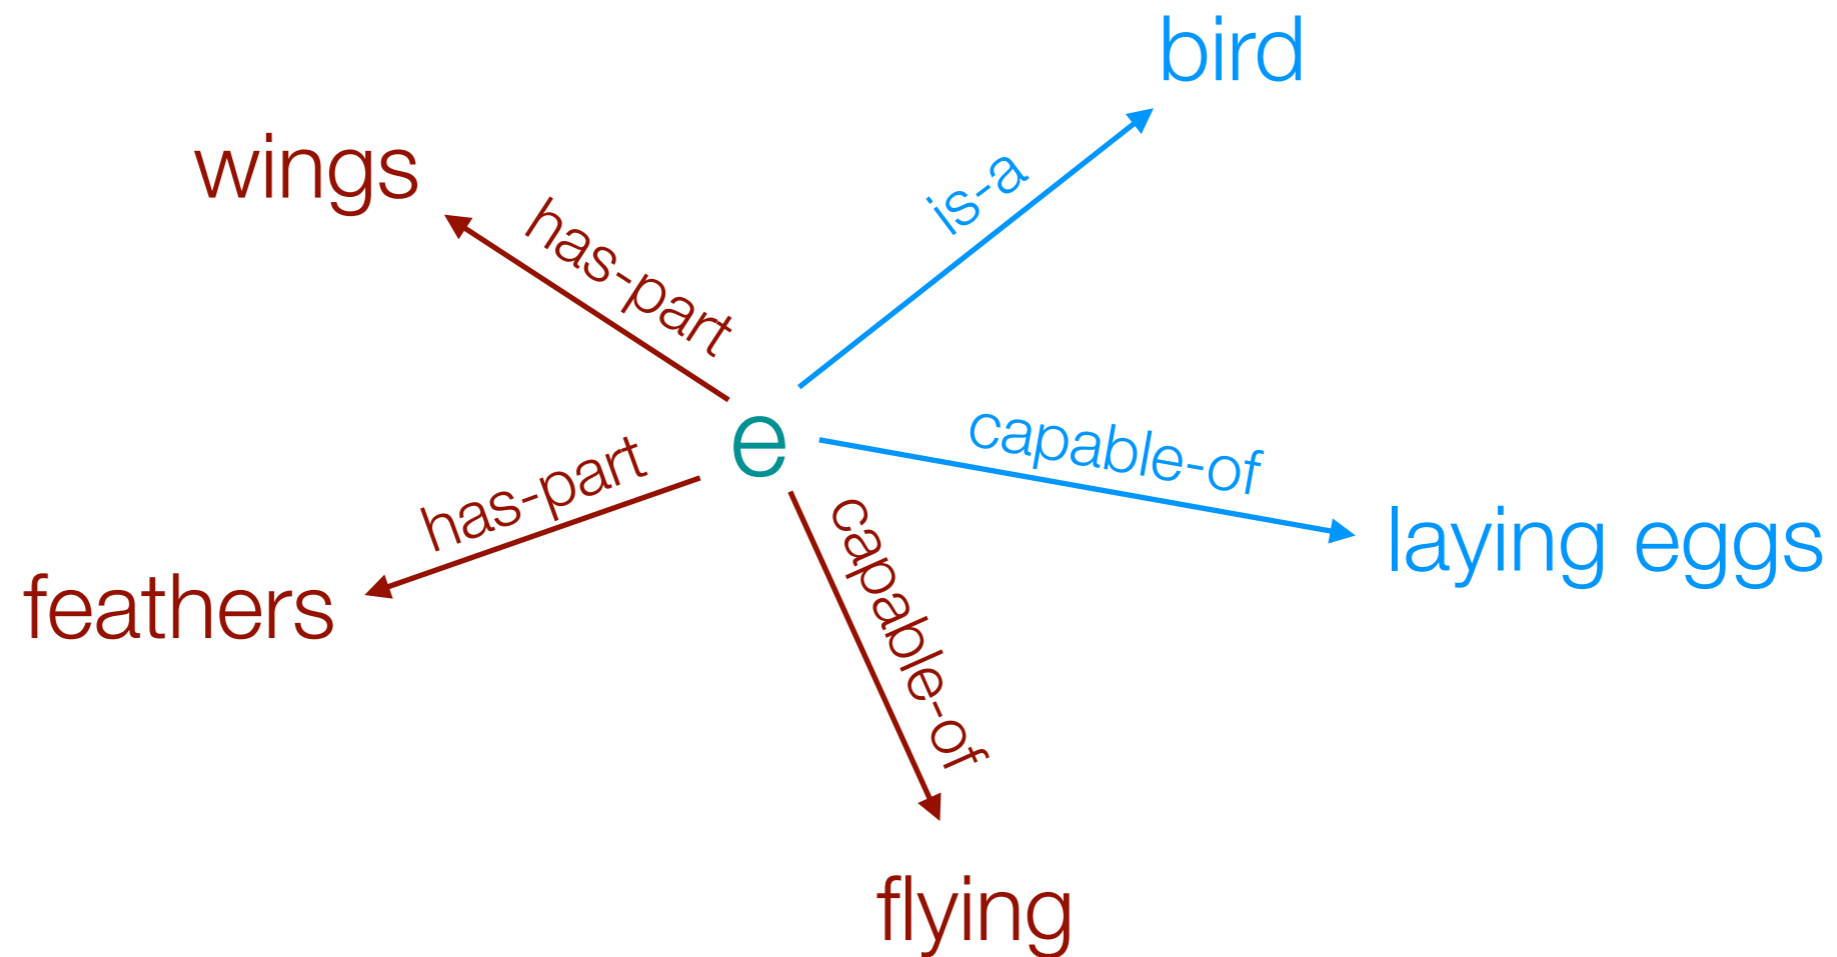 bird
wings
is-a
has-part
e
capable-of
has-part
laying eggs
feathers
capable-of
flying